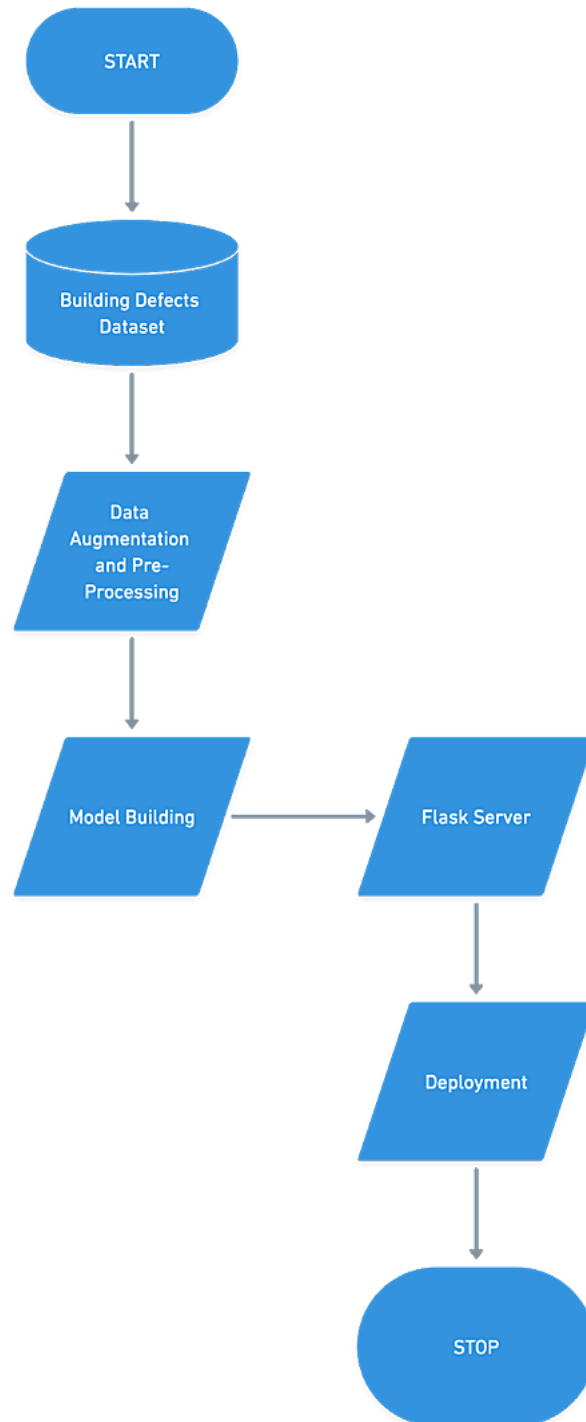 START
Building Defects
Dataset
Data
Augmentation
and Pre-
Processing
Model Building
Flask Server
Deployment
STOP